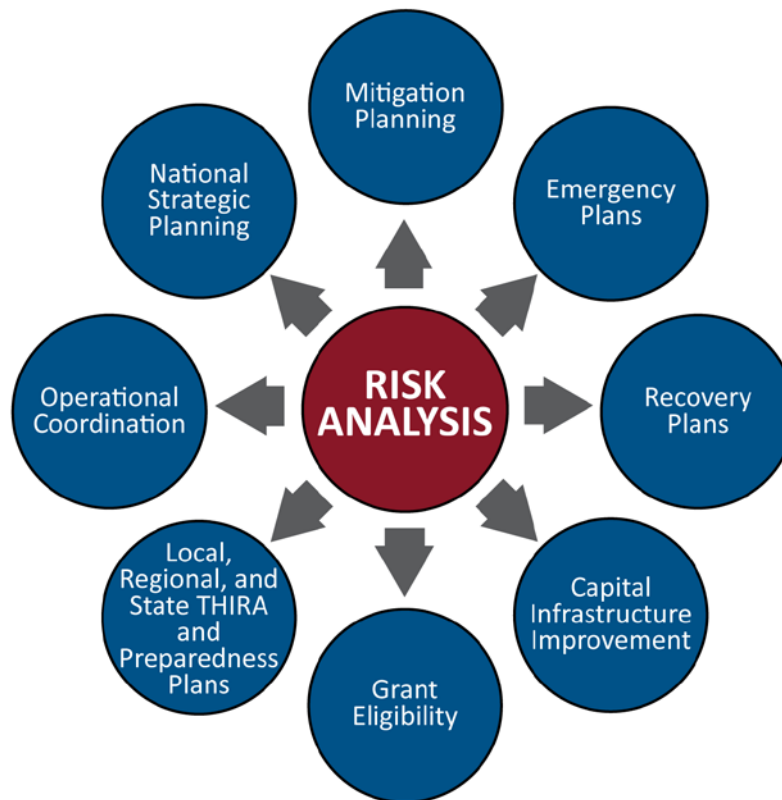 Mitigation
Planning
National
Strategic
Planning
Emergency
Plans
RISK
ANALYSIS
Operational
Coordination
Recovery
Plans
Local,
Regional, and
State THIRA
and
Preparedness
Plans
Capital
Infrastructure
Improvement
Grant
Eligibility